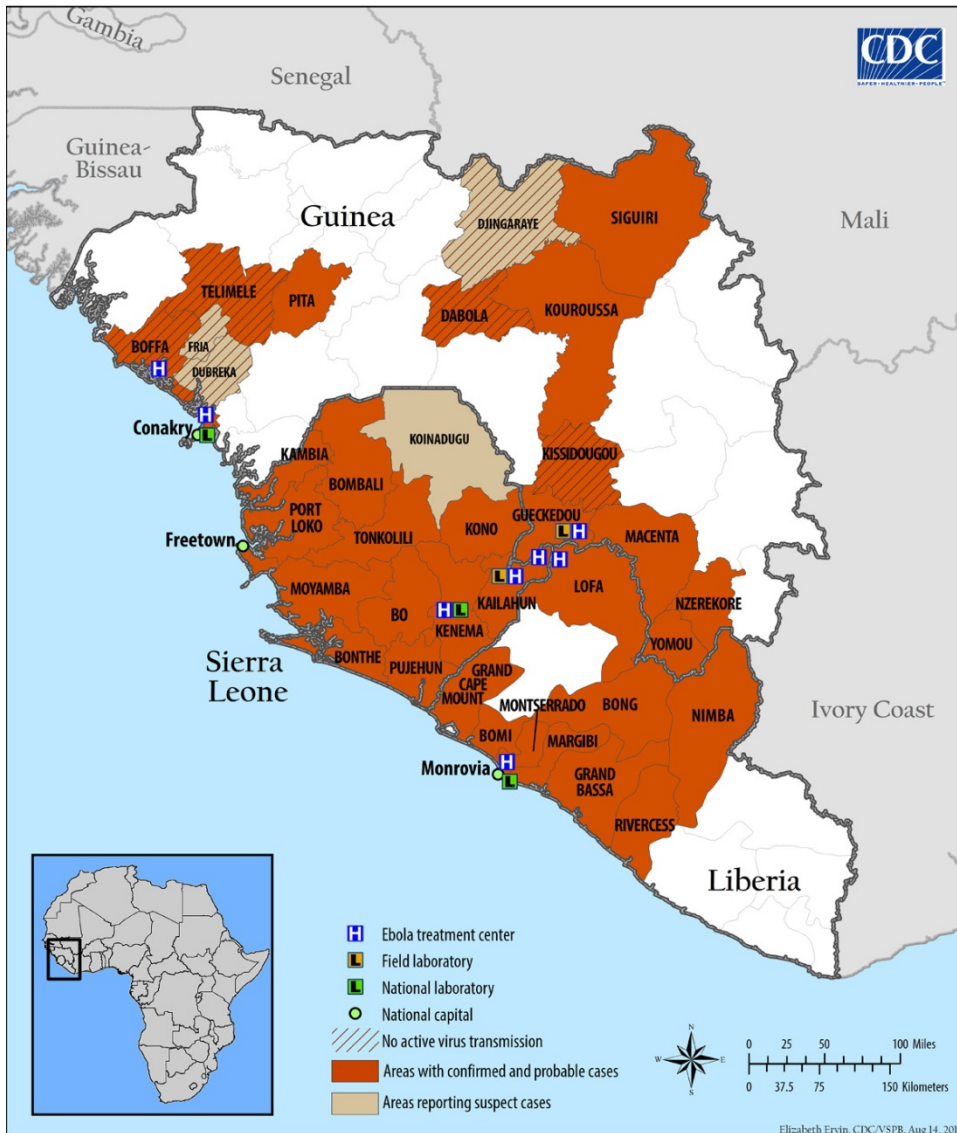 Gambia
Senegal
CDC
SAFER•HEALTHIER•PEOPLE™
Guinea-
Bissau
Guinea
DJINGARAYE
SIGUIRI
Mali
TELIMELE
PITA
DABOLA
KOUROUSSA
BOFFA
FRIA
DUBREKA
H
H
Conakry
L
KOINADUGU
KISSIDOUGOU
KAMBIA
BOMBALI
PORT
LOKO
TONKOLILI
KONO
GUECKEDOU
L H
MACENTA
Freetown
H H
L H
LOFA
MOYAMBA
BO
H L
KENEMA
KAILAHUN
NZEREKORE
YOMOU
BONTHE
PUJEHUN
Sierra
Leone
GRAND
CAPE
MOUNT
MONTSERRADO
BONG
NIMBA
Ivory Coast
BOMI
MARGIBI
H
Monrovia
L
GRAND
BASSA
RIVERCESS
Liberia
H Ebola treatment center
L Field laboratory
L National laboratory
National capital
No active virus transmission
Areas with confirmed and probable cases
Areas reporting suspect cases
N
W E
S
0 25 50 100 Miles
0 37.5 75 150 Kilometers
Elizabeth Ervin, CDC/VSPB, Aug 14, 201